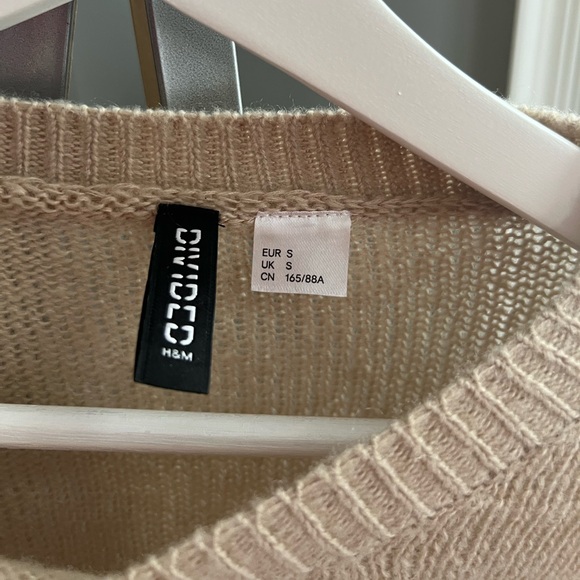 DIVIDED
H&M
EUR S
UK S
CN 165/88A